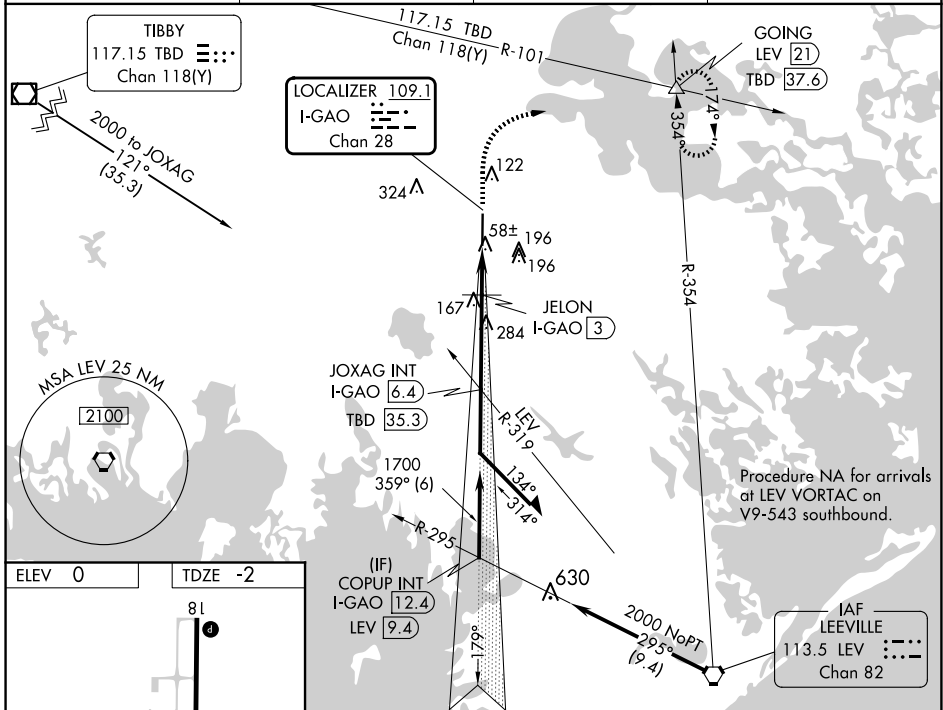 TIBBY
117.15 TBD
Chan 118(Y)
117.15 TBD
Chan 118(Y)
R-101
GOING
LEV 21
TBD 37.6
174°
354°
LOCALIZER 109.1
I-GAO
Chan 28
2000 to JOXAG
121°
(35.3)
324
122
58±
196
196
167
284
JELON
I-GAO 3
R-354
JOXAG INT
I-GAO 6.4
TBD 35.3
LEV
R-319
MSA LEV 25 NM
2100
1700
359° (6)
134°
314°
Procedure NA for arrivals
at LEV VORTAC on
V9-543 southbound.
R-295
(IF)
COPUP INT
I-GAO 12.4
LEV 9.4
630
2000 NoPT
295°
(9.4)
179°
IAF
LEEVILLE
113.5 LEV
Chan 82
ELEV 0
TDZE -2
18
P